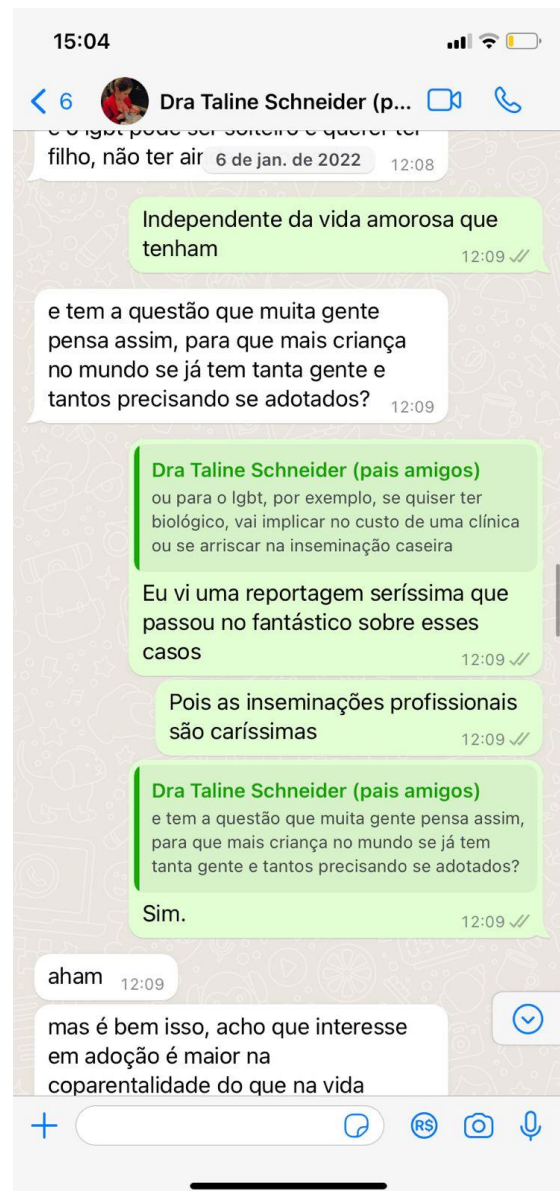 15:04
6
Dra Taline Schneider (p...
filho, não ter air
6 de jan. de 2022
12:08
Independente da vida amorosa que
tenham
12:09
e tem a questão que muita gente
pensa assim, para que mais criança
no mundo se já tem tanta gente e
tantos precisando se adotados?
12:09
Dra Taline Schneider (pais amigos)
ou para o lgbt, por exemplo, se quiser ter
biológico, vai implicar no custo de uma clínica
ou se arriscar na inseminação caseira
Eu vi uma reportagem seríssima que
passou no fantástico sobre esses
casos
12:09
Pois as inseminações profissionais
são caríssimas
12:09
Dra Taline Schneider (pais amigos)
e tem a questão que muita gente pensa assim,
para que mais criança no mundo se já tem
tanta gente e tantos precisando se adotados?
Sim.
12:09
aham
12:09
mas é bem isso, acho que interesse
em adoção é maior na
coparentalidade do que na vida
R$